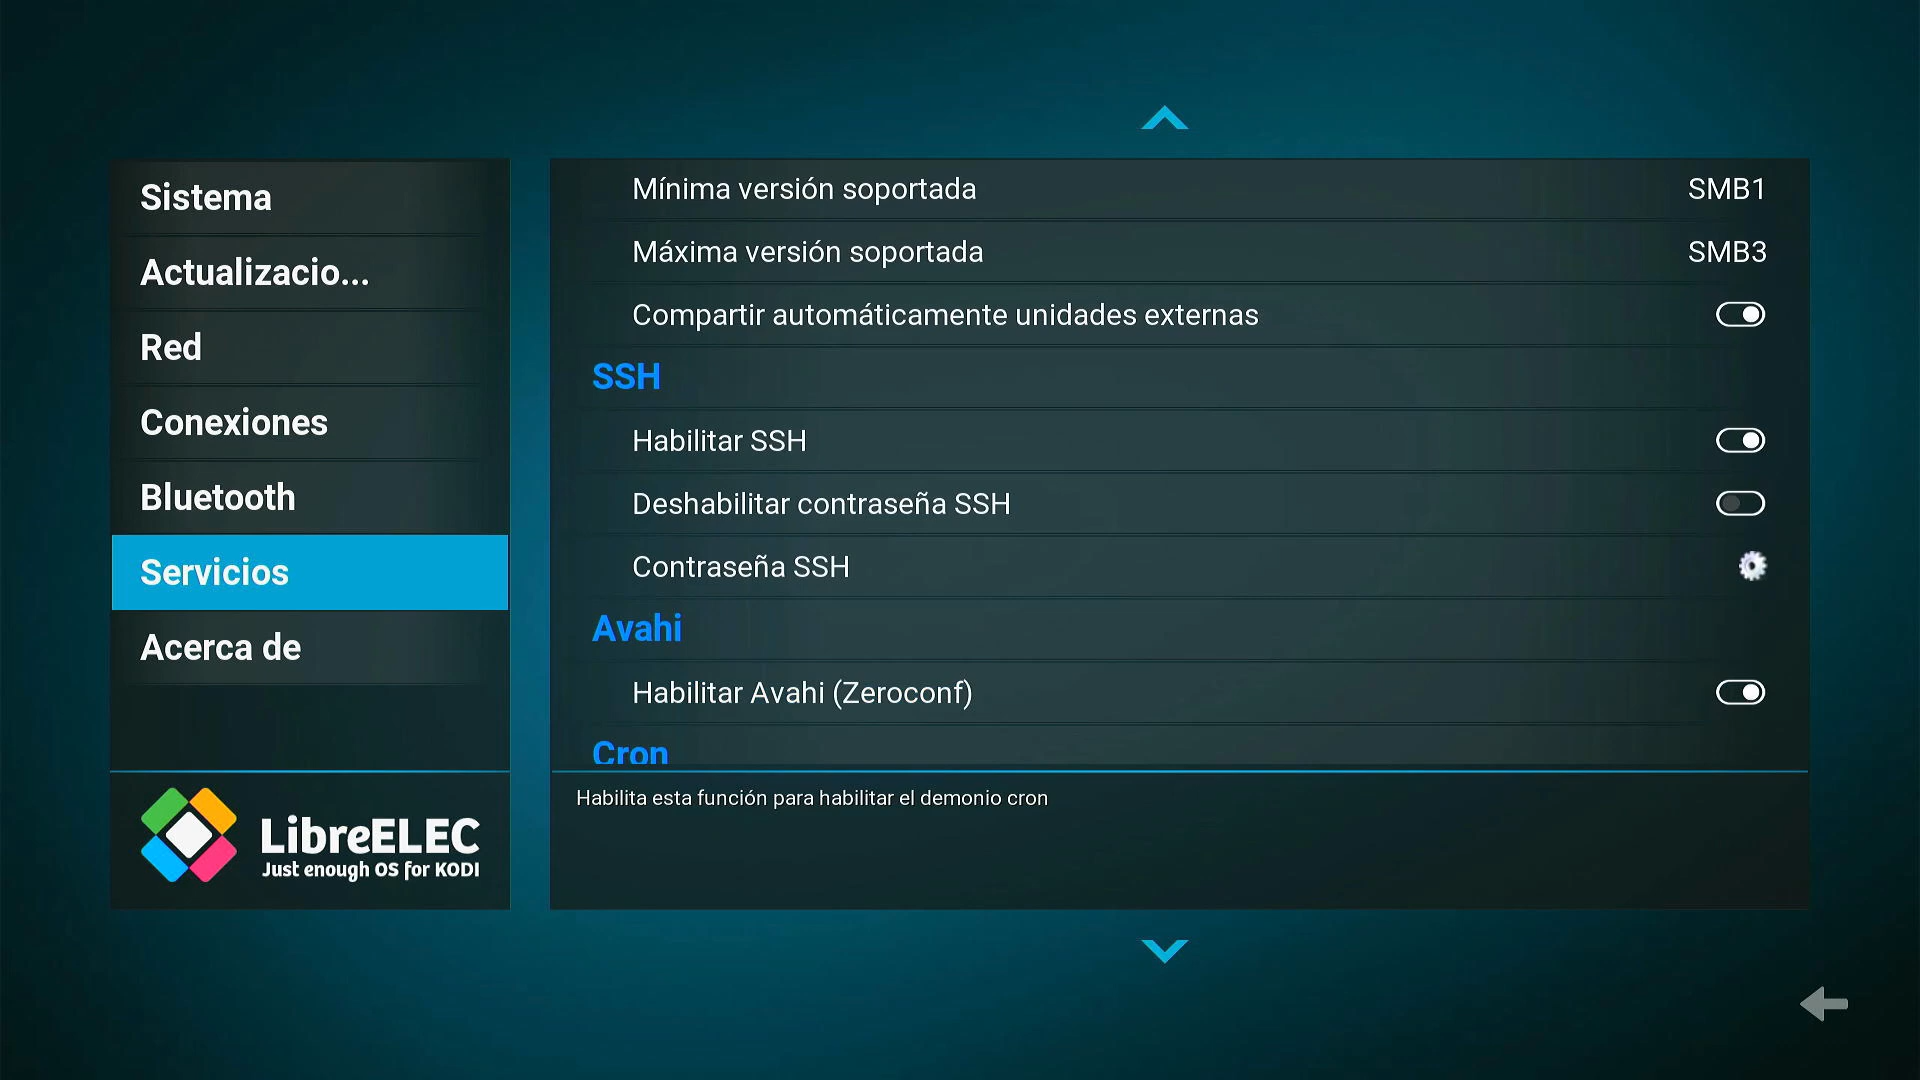 Sistema
Actualizacio...
Red
Conexiones
Bluetooth
Servicios
Acerca de
LibreELEC
Just enough OS for KODI
Mínima versión soportada SMB1
Máxima versión soportada SMB3
Compartir automáticamente unidades externas
SSH
Habilitar SSH
Deshabilitar contraseña SSH
Contraseña SSH
Avahi
Habilitar Avahi (Zeroconf)
Cron
Habilita esta función para habilitar el demonio cron